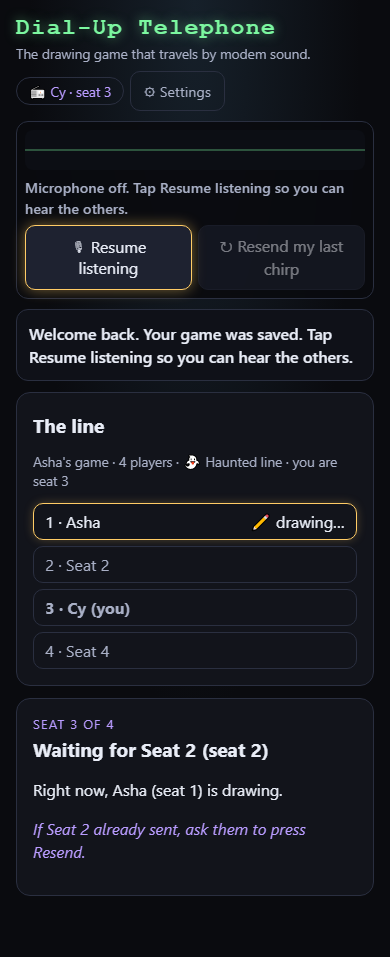 Dial-Up Telephone
The drawing game that travels by modem sound.
📻 Cy · seat 3
⚙ Settings
Microphone off. Tap Resume listening so you can
hear the others.
🎙 Resume
listening
↻ Resend my last
chirp
Welcome back. Your game was saved. Tap
Resume listening so you can hear the others.
The line
Asha's game · 4 players · 👻 Haunted line · you are
seat 3
1 · Asha ✏️ drawing...
2 · Seat 2
3 · Cy (you)
4 · Seat 4
SEAT 3 OF 4
Waiting for Seat 2 (seat 2)
Right now, Asha (seat 1) is drawing.
If Seat 2 already sent, ask them to press
Resend.